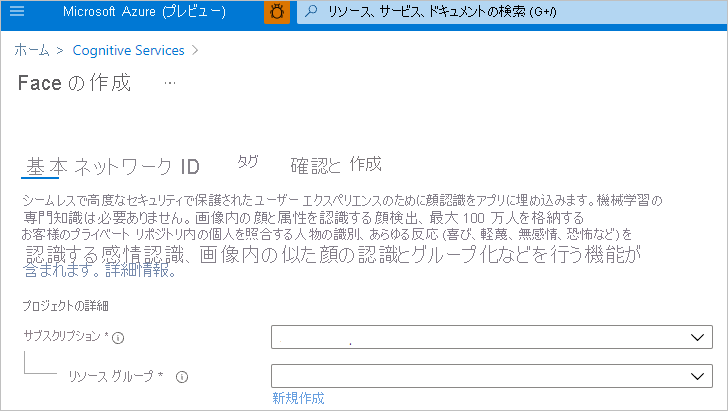 Microsoft Azure (プレビュー) リソース、サービス、ドキュメントの検索 (G+/)
ホーム > Cognitive Services >
Face の作成 …
基本 ネットワーク ID タグ 確認と 作成
シームレスで高度なセキュリティで保護されたユーザー エクスペリエンスのために顔認識をアプリに埋め込みます。機械学習の
専門知識は必要ありません。画像内の顔と属性を認識する顔検出、最大 100 万人を格納する
お客様のプライベート リポジトリ内の個人を照合する人物の識別、あらゆる反応 (喜び、軽蔑、無感情、恐怖など) を
認識する感情認識、画像内の似た顔の認識とグループ化などを行う機能が
含まれます。詳細情報。
プロジェクトの詳細
サブスクリプション *
リソース グループ *
新規作成